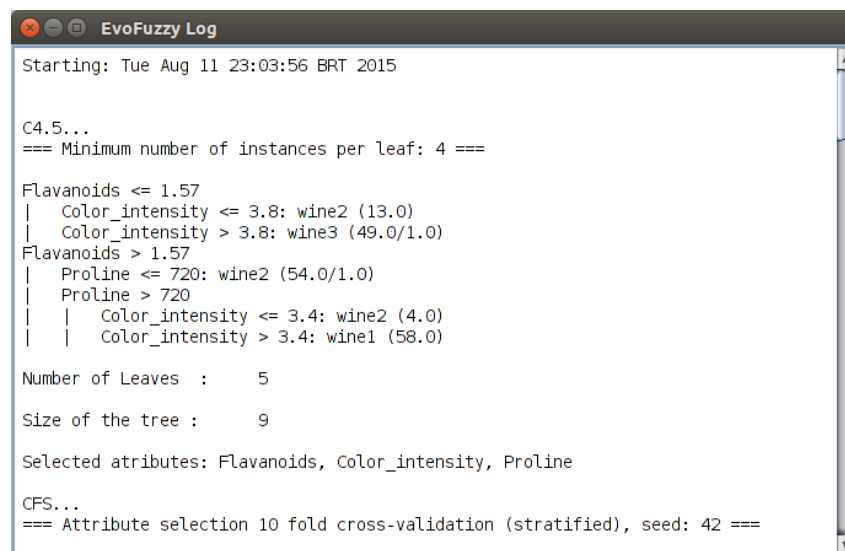 EvoFuzzy Log
Starting: Tue Aug 11 23:03:56 BRT 2015
C4.5...
=== Minimum number of instances per leaf: 4 ===
Flavanoids <= 1.57
|   Color_intensity <= 3.8: wine2 (13.0)
|   Color_intensity > 3.8: wine3 (49.0/1.0)
Flavanoids > 1.57
|   Proline <= 720: wine2 (54.0/1.0)
|   Proline > 720
|   |   Color_intensity <= 3.4: wine2 (4.0)
|   |   Color_intensity > 3.4: wine1 (58.0)
Number of Leaves  :     5
Size of the tree :      9
Selected atributes: Flavanoids, Color_intensity, Proline
CFS...
=== Attribute selection 10 fold cross-validation (stratified), seed: 42 ===